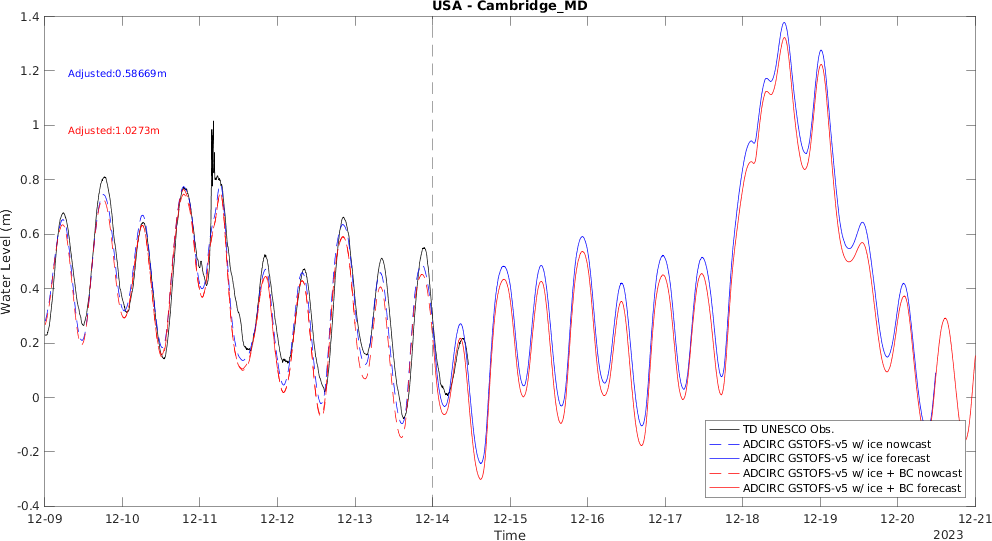 USA - Cambridge_MD
Water Level (m)
1.4
1.2
1
0.8
0.6
0.4
0.2
0
-0.2
-0.4
Adjusted:0.58669m
Adjusted:1.0273m
TD UNESCO Obs.
ADCIRC GSTOFS-v5 w/ ice nowcast
ADCIRC GSTOFS-v5 w/ ice forecast
ADCIRC GSTOFS-v5 w/ ice + BC nowcast
ADCIRC GSTOFS-v5 w/ ice + BC forecast
12-09 12-10 12-11 12-12 12-13 12-14 12-15 12-16 12-17 12-18 12-19 12-20 12-21
Time
2023